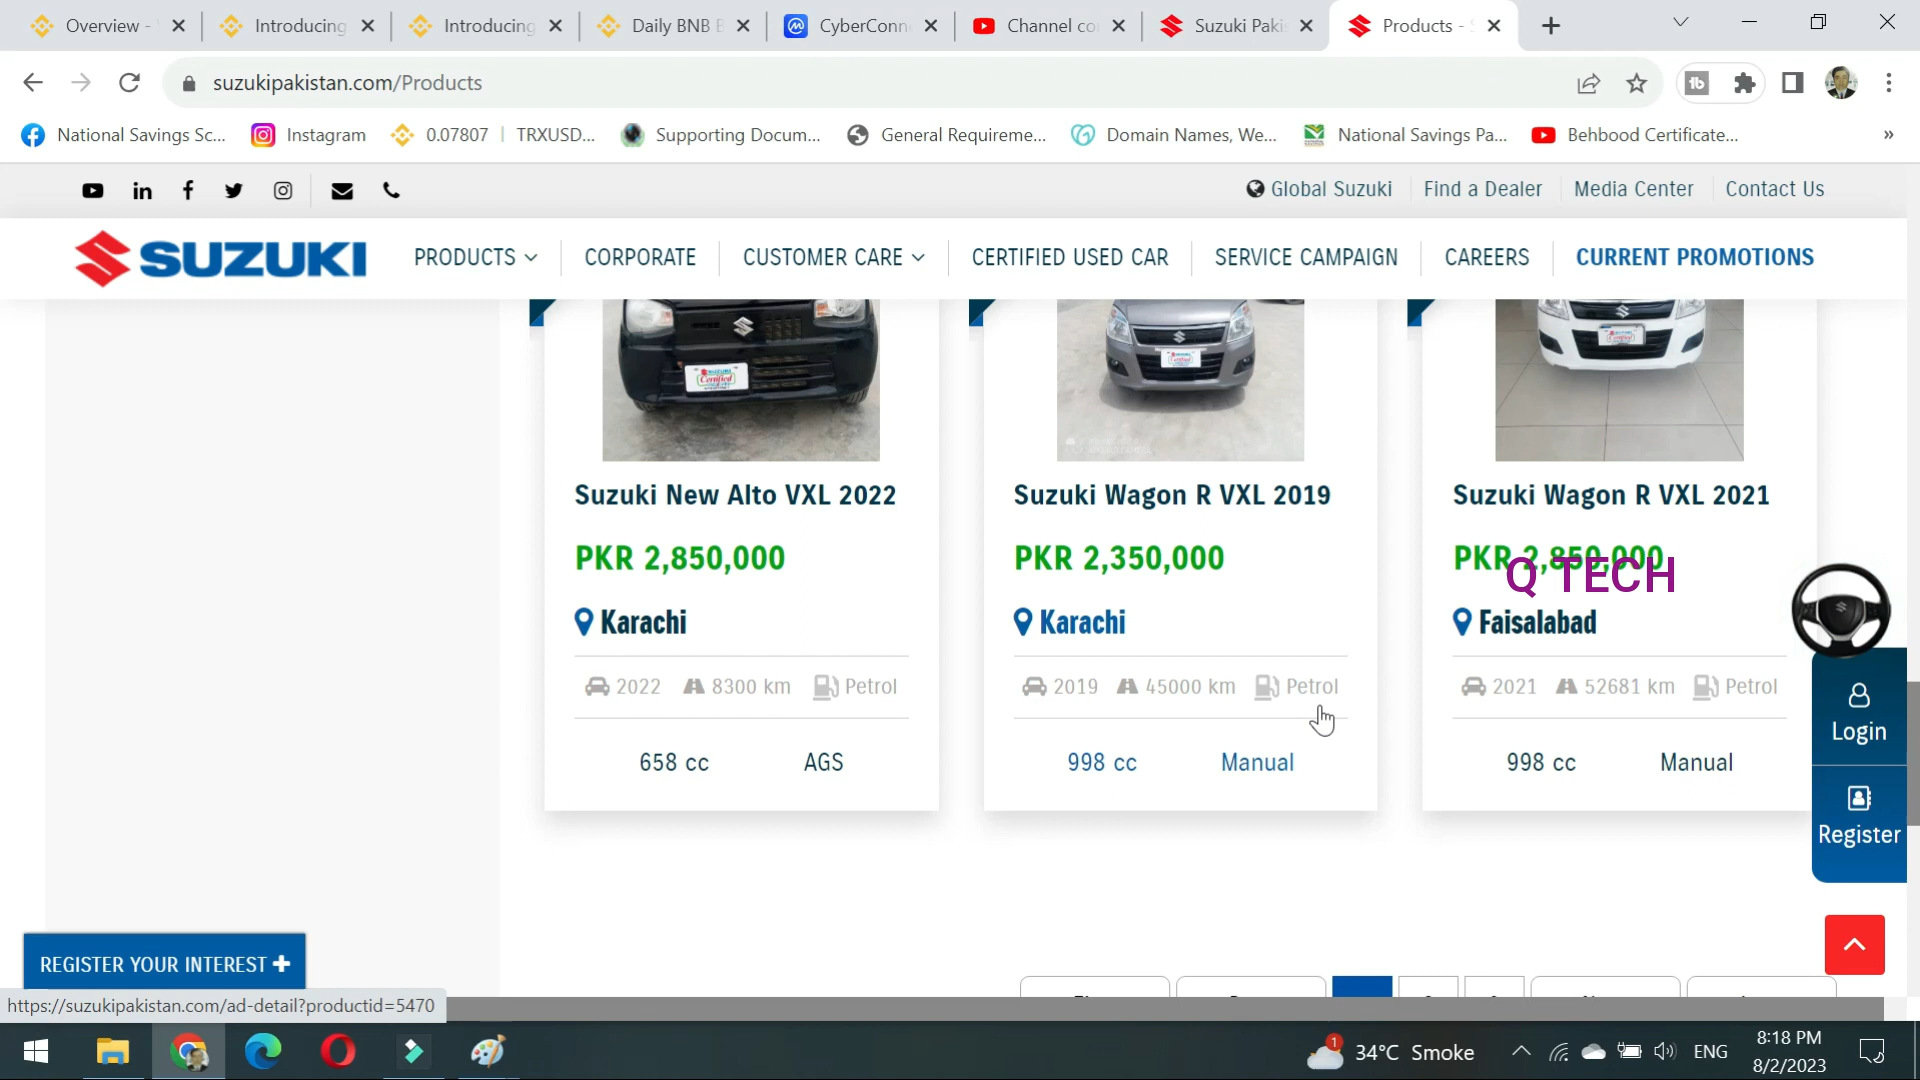 Overview -
Introducing
Introducing
Daily BNB
CyberConn
Channel co
Suzuki Paki
Products -
suzukipakistan.com/Products
National Savings Sc...
Instagram
0.07807 | TRXUSD...
Supporting Docum...
General Requireme...
Domain Names, We...
National Savings Pa...
Behbood Certificate...
»
Global Suzuki
Find a Dealer
Media Center
Contact Us
SUZUKI
PRODUCTS
CORPORATE
CUSTOMER CARE
CERTIFIED USED CAR
SERVICE CAMPAIGN
CAREERS
CURRENT PROMOTIONS
Suzuki New Alto VXL 2022
PKR 2,850,000
Karachi
2022 8300 km Petrol
658 cc AGS
Suzuki Wagon R VXL 2019
PKR 2,350,000
Karachi
2019 45000 km Petrol
998 cc Manual
Suzuki Wagon R VXL 2021
PKR 2,850,000
Q TECH
Faisalabad
2021 52681 km Petrol
998 cc Manual
Login
Register
REGISTER YOUR INTEREST +
https://suzukipakistan.com/ad-detail?productid=5470
1
34°C Smoke
ENG
8:18 PM
8/2/2023